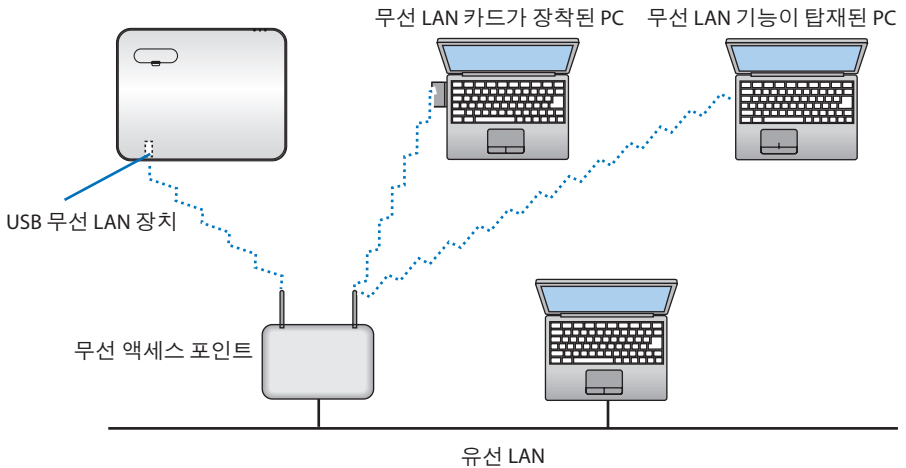 무선 LAN 카드가 장착된 PC
무선 LAN 기능이 탑재된 PC
USB 무선 LAN 장치
무선 액세스 포인트
유선 LAN